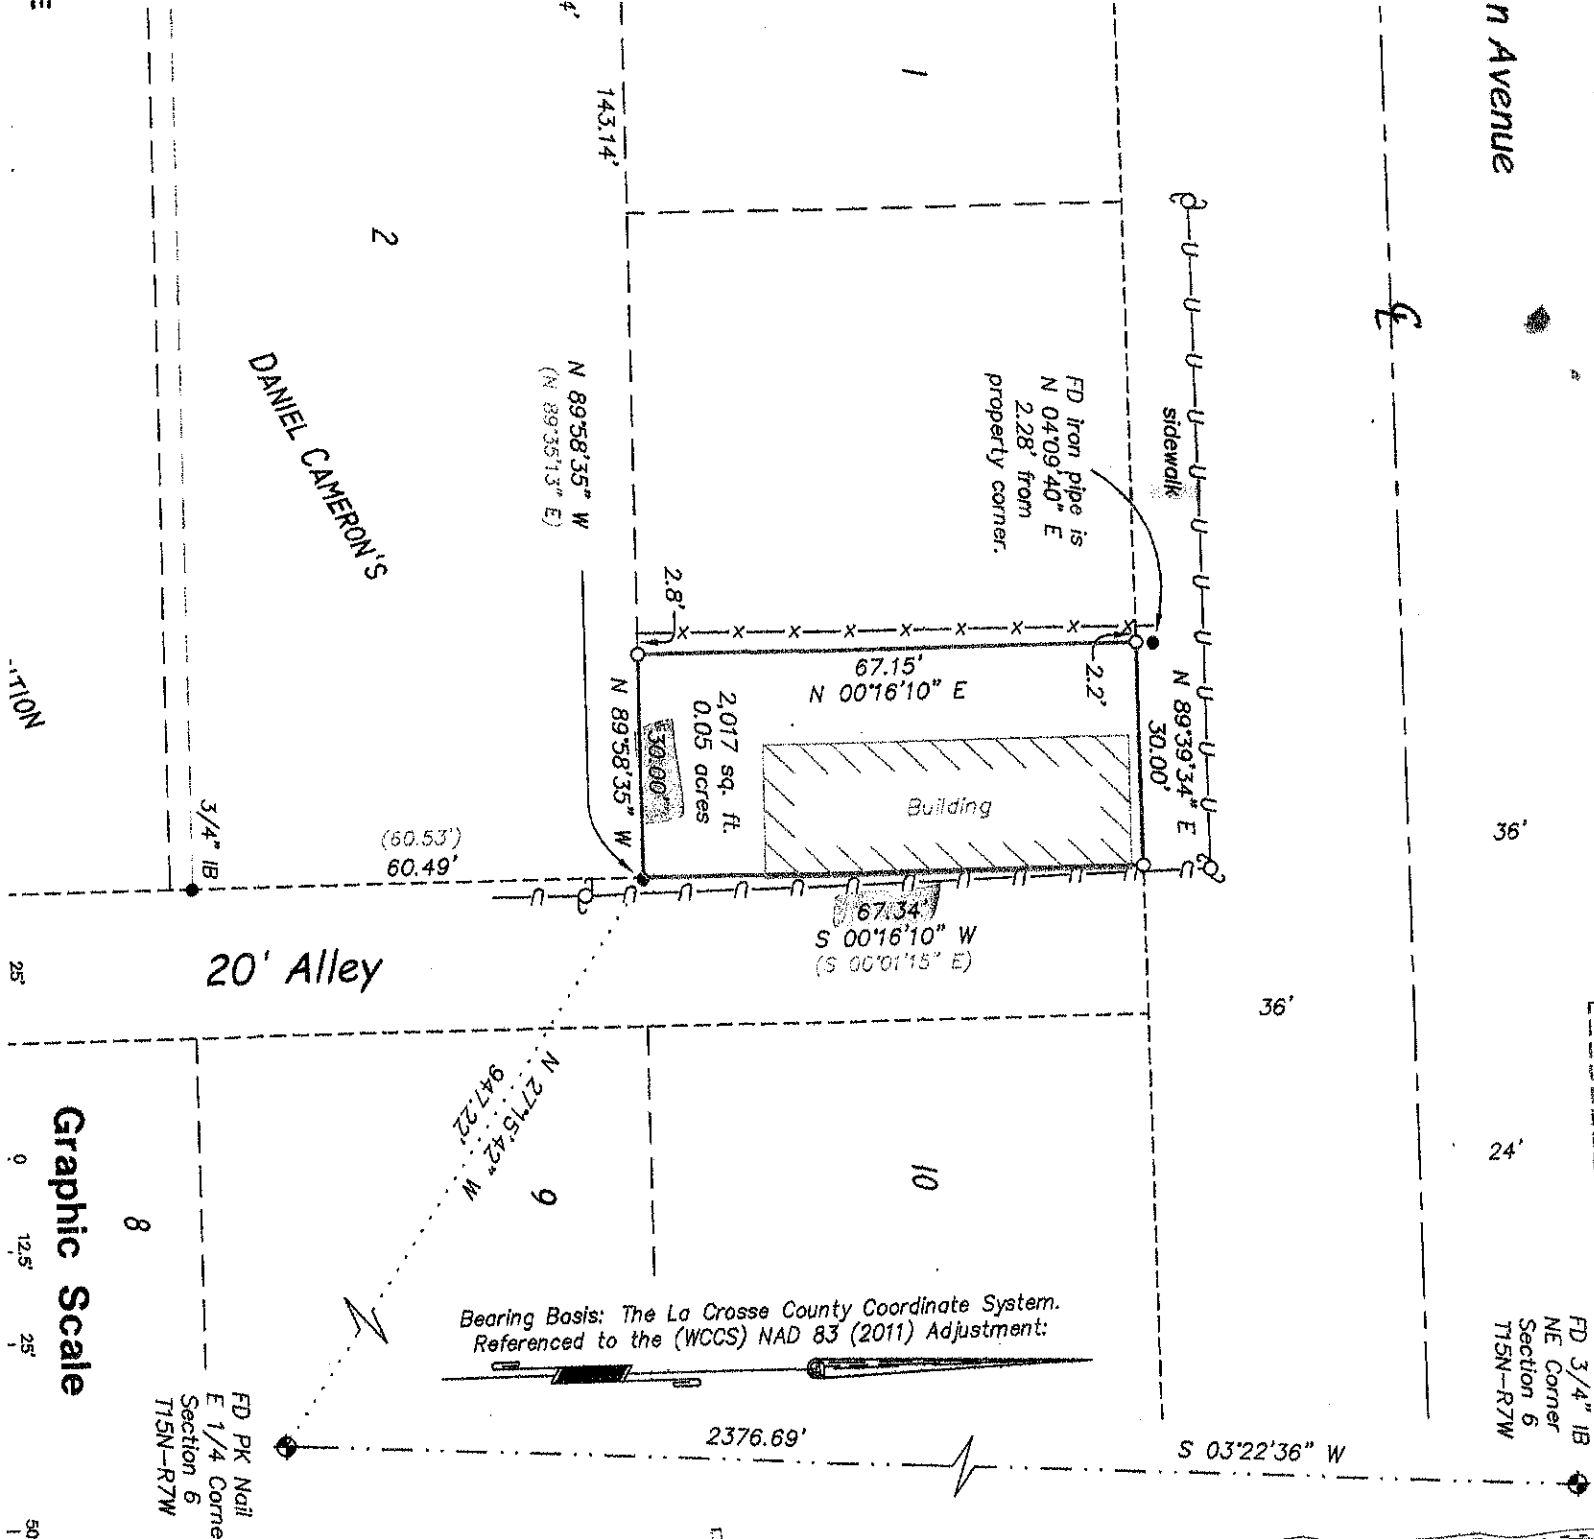 n Avenue
1
143.14'
4'
2
℄
sidewalk
FD iron pipe is
N 04°09'40" E
2.28' from
property corner.
N 89°58'35" W
(N 89°35'13" E)
DANIEL CAMERON'S
2.8'
2.2'
67.15'
N 00°16'10" E
N 89°39'34" E
30.00'
2,017 sq. ft.
0.05 acres
30.00'
N 89°58'35" W
Building
36'
3/4" IB
(60.53')
60.49'
67.34'
S 00°16'10" W
(S 00°01'15" E)
20' Alley
36'
24'
N 27°15'42" W
947.22'
10
9
8
Bearing Basis: The La Crosse County Coordinate System.
Referenced to the (WCCS) NAD 83 (2011) Adjustment:
2376.69'
S 03°22'36" W
FD 3/4" IB
NE Corner
Section 6
T15N-R7W
FD PK Nail
E 1/4 Corne
Section 6
T15N-R7W
Graphic Scale
25' 0 12.5' 25' 50
TION